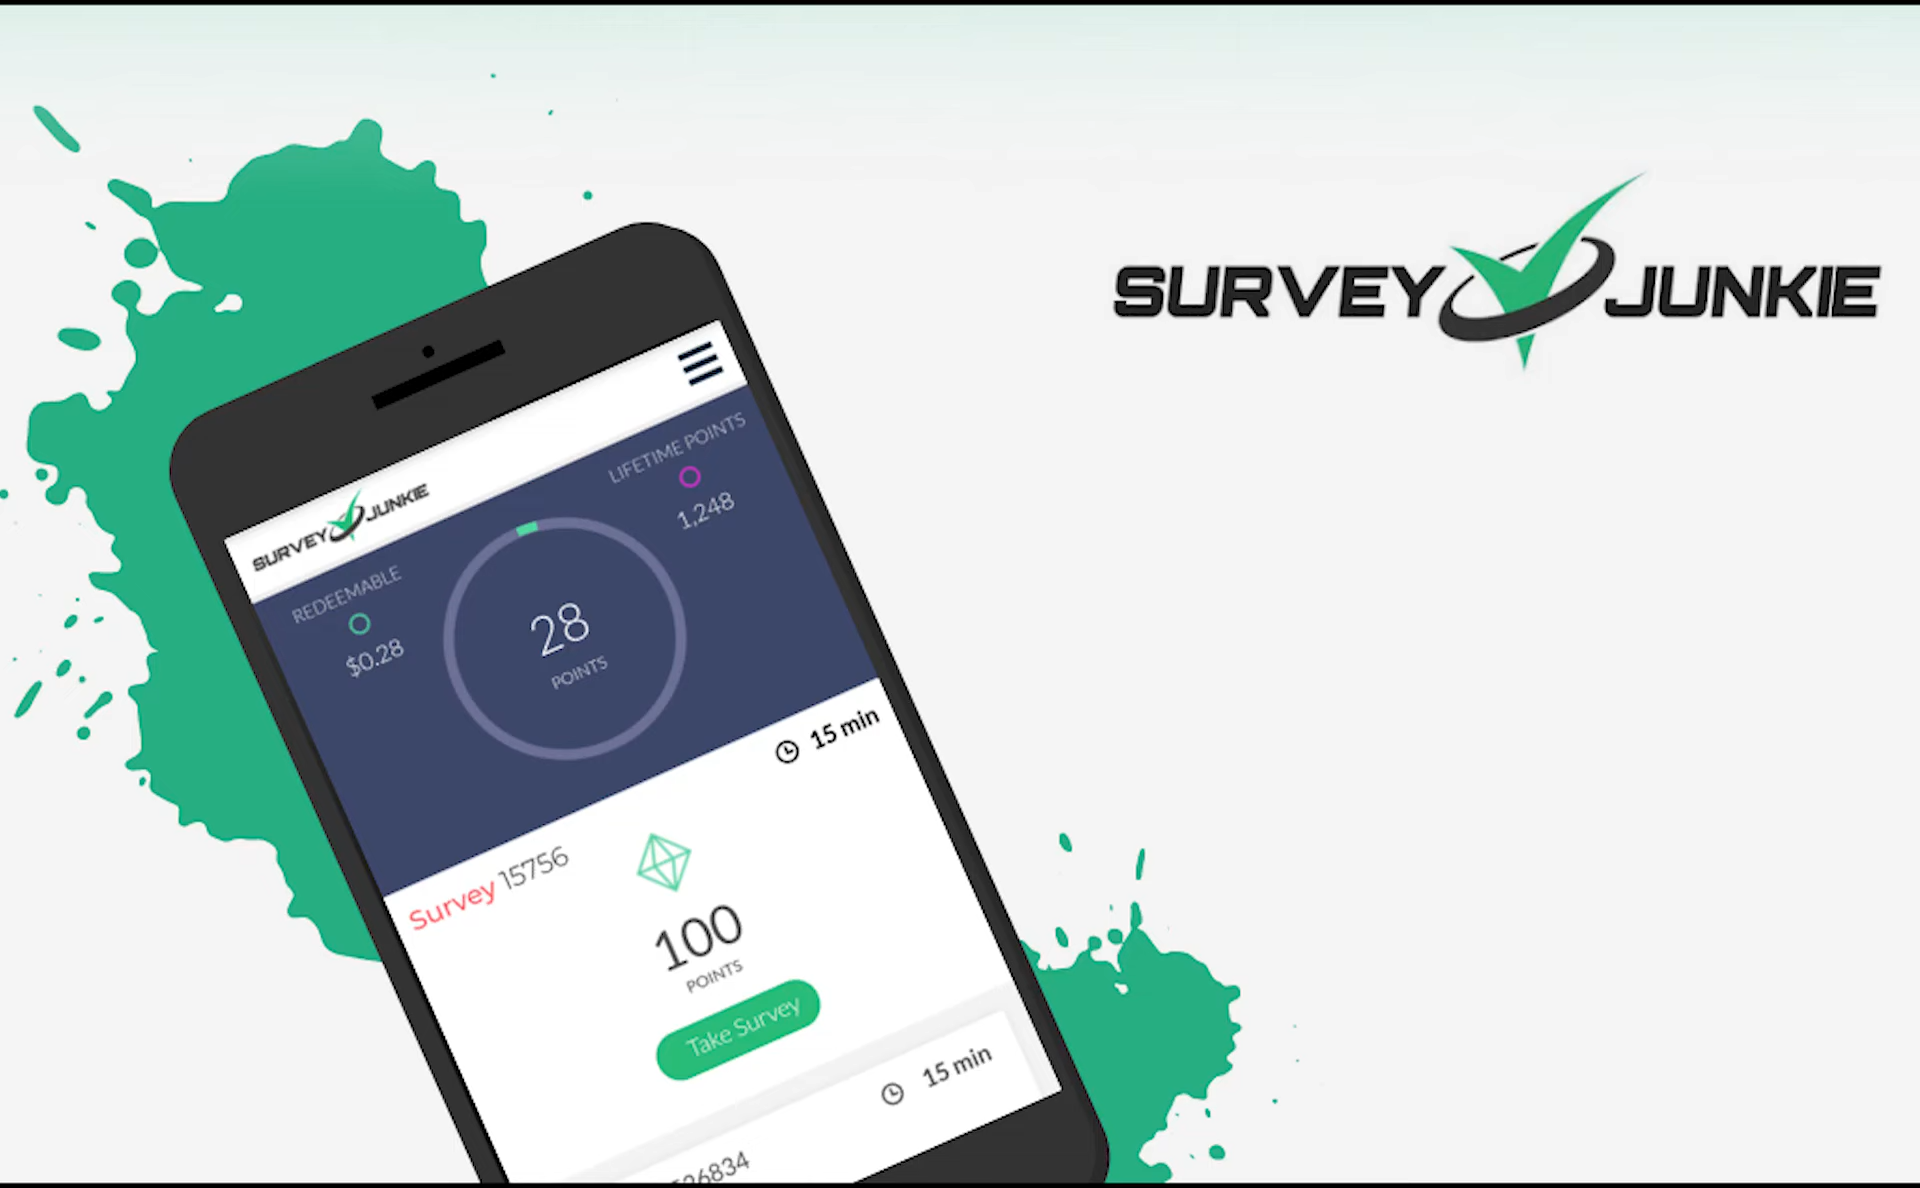 SURVEY JUNKIE
SURVEY JUNKIE
LIFETIME POINTS
1,248
REDEEMABLE
$0.28
28
POINTS
15 min
Survey 15756
100
POINTS
Take Survey
15 min